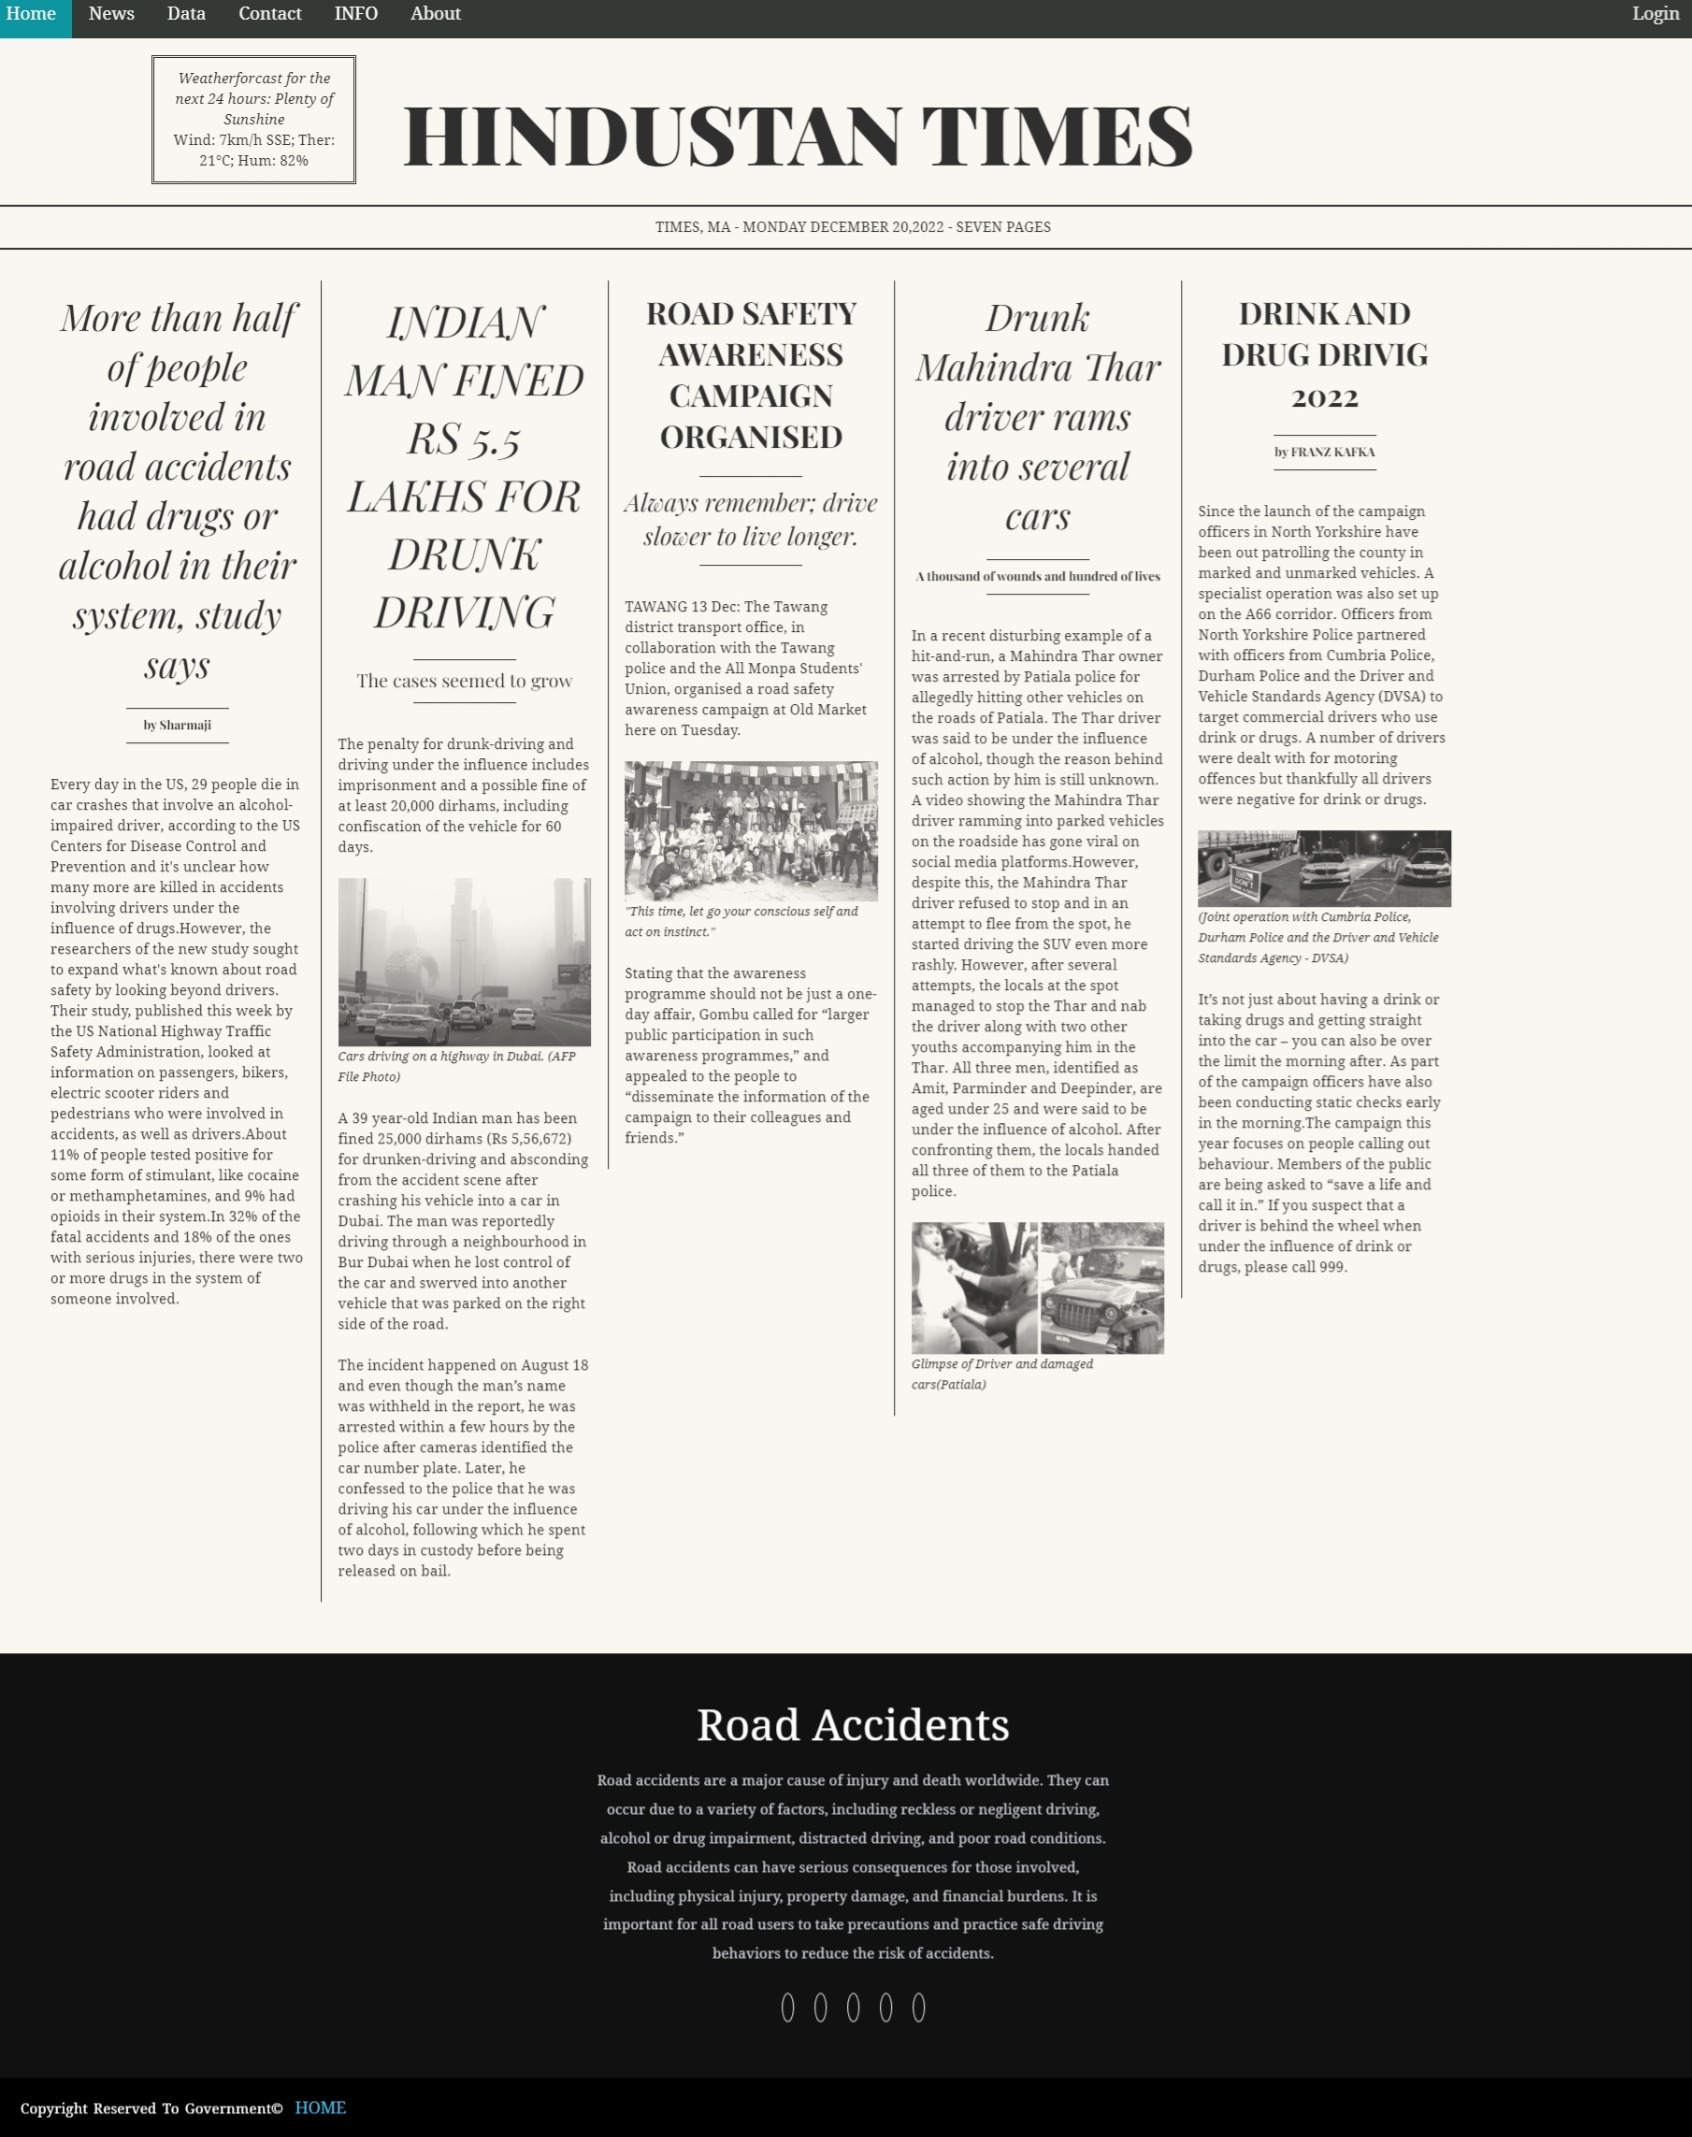 Home News Data Contact INFO About Login
Weatherforcast for the
next 24 hours: Plenty of
Sunshine
Wind: 7km/h SSE; Ther:
21°C; Hum: 82%
HINDUSTAN TIMES
TIMES, MA - MONDAY DECEMBER 20,2022 - SEVEN PAGES
More than half
of people
involved in
road accidents
had drugs or
alcohol in their
system, study
says
by Sharmaji
Every day in the US, 29 people die in
car crashes that involve an alcohol-
impaired driver, according to the US
Centers for Disease Control and
Prevention and it's unclear how
many more are killed in accidents
involving drivers under the
influence of drugs.However, the
researchers of the new study sought
to expand what's known about road
safety by looking beyond drivers.
Their study, published this week by
the US National Highway Traffic
Safety Administration, looked at
information on passengers, bikers,
electric scooter riders and
pedestrians who were involved in
accidents, as well as drivers.About
11% of people tested positive for
some form of stimulant, like cocaine
or methamphetamines, and 9% had
opioids in their system.In 32% of the
fatal accidents and 18% of the ones
with serious injuries, there were two
or more drugs in the system of
someone involved.
INDIAN
MAN FINED
RS 5.5
LAKHS FOR
DRUNK
DRIVING
The cases seemed to grow
The penalty for drunk-driving and
driving under the influence includes
imprisonment and a possible fine of
at least 20,000 dirhams, including
confiscation of the vehicle for 60
days.
Cars driving on a highway in Dubai. (AFP
File Photo)
A 39 year-old Indian man has been
fined 25,000 dirhams (Rs 5,56,672)
for drunken-driving and absconding
from the accident scene after
crashing his vehicle into a car in
Dubai. The man was reportedly
driving through a neighbourhood in
Bur Dubai when he lost control of
the car and swerved into another
vehicle that was parked on the right
side of the road.
The incident happened on August 18
and even though the man’s name
was withheld in the report, he was
arrested within a few hours by the
police after cameras identified the
car number plate. Later, he
confessed to the police that he was
driving his car under the influence
of alcohol, following which he spent
two days in custody before being
released on bail.
ROAD SAFETY
AWARENESS
CAMPAIGN
ORGANISED
Always remember; drive
slower to live longer.
TAWANG 13 Dec: The Tawang
district transport office, in
collaboration with the Tawang
police and the All Monpa Students'
Union, organised a road safety
awareness campaign at Old Market
here on Tuesday.
"This time, let go your conscious self and
act on instinct."
Stating that the awareness
programme should not be just a one-
day affair, Gombu called for “larger
public participation in such
awareness programmes,” and
appealed to the people to
“disseminate the information of the
campaign to their colleagues and
friends.”
Drunk
Mahindra Thar
driver rams
into several
cars
A thousand of wounds and hundred of lives
In a recent disturbing example of a
hit-and-run, a Mahindra Thar owner
was arrested by Patiala police for
allegedly hitting other vehicles on
the roads of Patiala. The Thar driver
was said to be under the influence
of alcohol, though the reason behind
such action by him is still unknown.
A video showing the Mahindra Thar
driver ramming into parked vehicles
on the roadside has gone viral on
social media platforms.However,
despite this, the Mahindra Thar
driver refused to stop and in an
attempt to flee from the spot, he
started driving the SUV even more
rashly. However, after several
attempts, the locals at the spot
managed to stop the Thar and nab
the driver along with two other
youths accompanying him in the
Thar. All three men, identified as
Amit, Parminder and Deepinder, are
aged under 25 and were said to be
under the influence of alcohol. After
confronting them, the locals handed
all three of them to the Patiala
police.
Glimpse of Driver and damaged
cars(Patiala)
DRINK AND
DRUG DRIVIG
2022
by FRANZ KAFKA
Since the launch of the campaign
officers in North Yorkshire have
been out patrolling the county in
marked and unmarked vehicles. A
specialist operation was also set up
on the A66 corridor. Officers from
North Yorkshire Police partnered
with officers from Cumbria Police,
Durham Police and the Driver and
Vehicle Standards Agency (DVSA) to
target commercial drivers who use
drink or drugs. A number of drivers
were dealt with for motoring
offences but thankfully all drivers
were negative for drink or drugs.
DON'T
(Joint operation with Cumbria Police,
Durham Police and the Driver and Vehicle
Standards Agency - DVSA)
It’s not just about having a drink or
taking drugs and getting straight
into the car – you can also be over
the limit the morning after. As part
of the campaign officers have also
been conducting static checks early
in the morning.The campaign this
year focuses on people calling out
behaviour. Members of the public
are being asked to “save a life and
call it in.” If you suspect that a
driver is behind the wheel when
under the influence of drink or
drugs, please call 999.
Road Accidents
Road accidents are a major cause of injury and death worldwide. They can
occur due to a variety of factors, including reckless or negligent driving,
alcohol or drug impairment, distracted driving, and poor road conditions.
Road accidents can have serious consequences for those involved,
including physical injury, property damage, and financial burdens. It is
important for all road users to take precautions and practice safe driving
behaviors to reduce the risk of accidents.
Copyright Reserved To Government© HOME